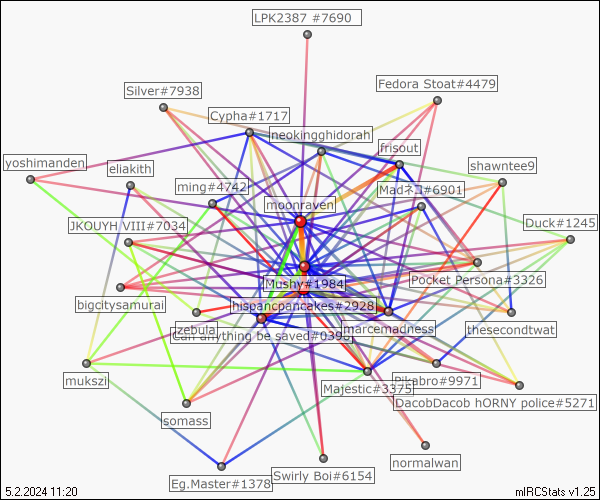 LPK2387 #7690
Fedora Stoat#4479
Silver#7938
Cypha#1717
neokingghidorah
frisout
yoshimanden
eliakith
shawntee9
ming#4742
Madネコ#6901
moonraven
JKOUYH VIII#7034
Duck#1245
Mushy#1984
Pocket Persona#3326
bigcitysamurai
hispancpancakes#2928
zebula
marcemadness
thesecondtwat
Can anything be saved#0393
mukszi
Majestic#3375
Pikabro#9971
DacobDacob hORNY police#5271
somass
normalwan
Eg.Master#1378
Swirly Boi#6154
5.2.2024 11:20
mIRCStats v1.25